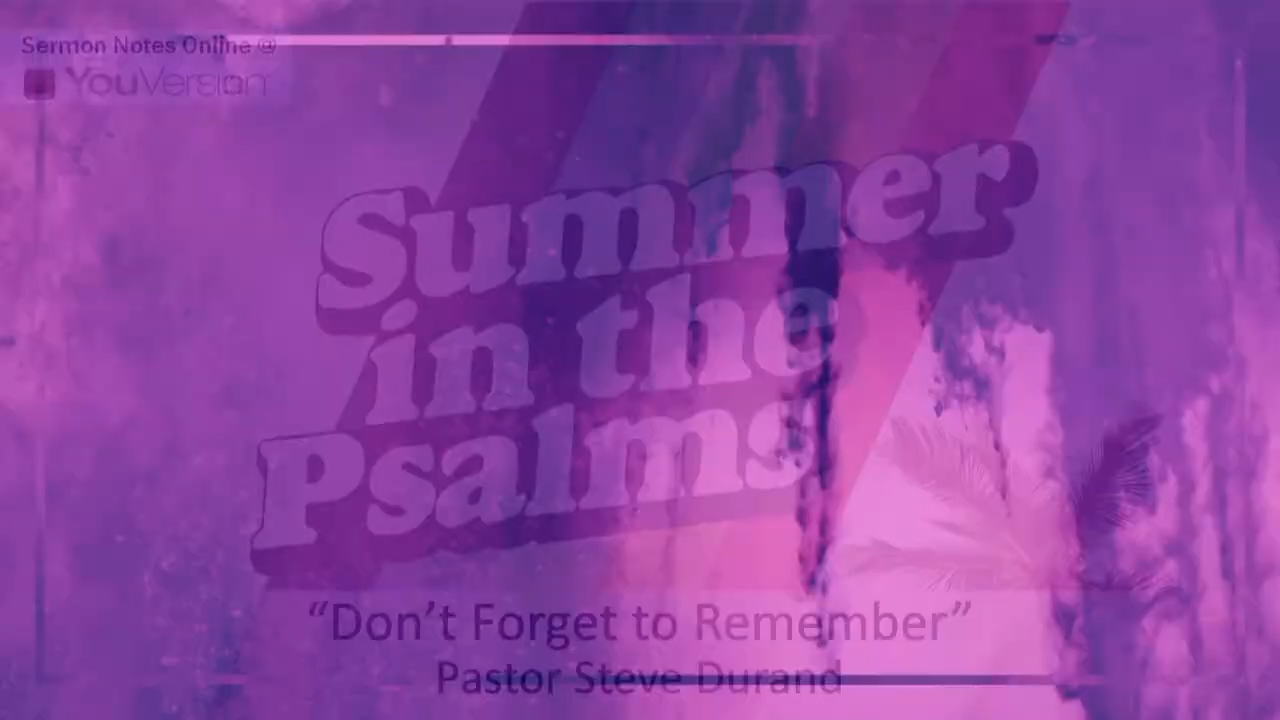 Sermon Notes Online @
YouVersion
Summer
in the
Psalms
“Don’t Forget to Remember”
Pastor Steve Durand